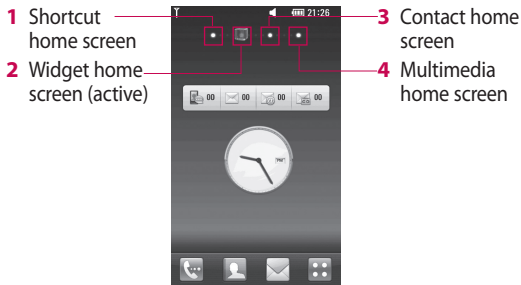 1 Shortcut
home screen
2 Widget home
screen (active)
21:26
00 00 00 00
3 Contact home
screen
4 Multimedia
home screen